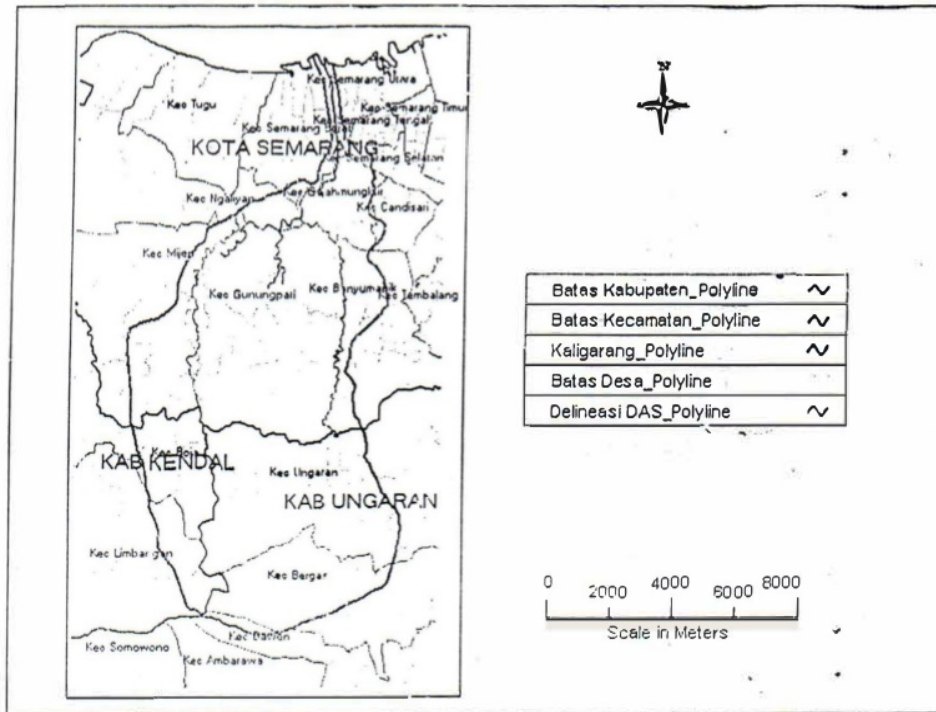 N
Kec Semarang Utara
Kec Tugu
Kec Semarang Timur
Kec Semarang Tengah
Kec Semarang Barat
KOTA SEMARANG
Kec Semarang Selatan
Kec Ngaliyan
Kec Gajahmungkur
Kec Candisari
Kec Mijen
Kec Gunungpati
Kec Banyumanik
Kec Tembalang
Kec Boja
KAB KENDAL
Kec Ungaran
KAB UNGARAN
Kec Limbangan
Kec Bergas
Kec Somowono
Kec Ambarawa
Batas Kabupaten_Polyline
Batas Kecamatan_Polyline
Kaligarang_Polyline
Batas Desa_Polyline
Delineasi DAS_Polyline
0 2000 4000 6000 8000
Scale in Meters